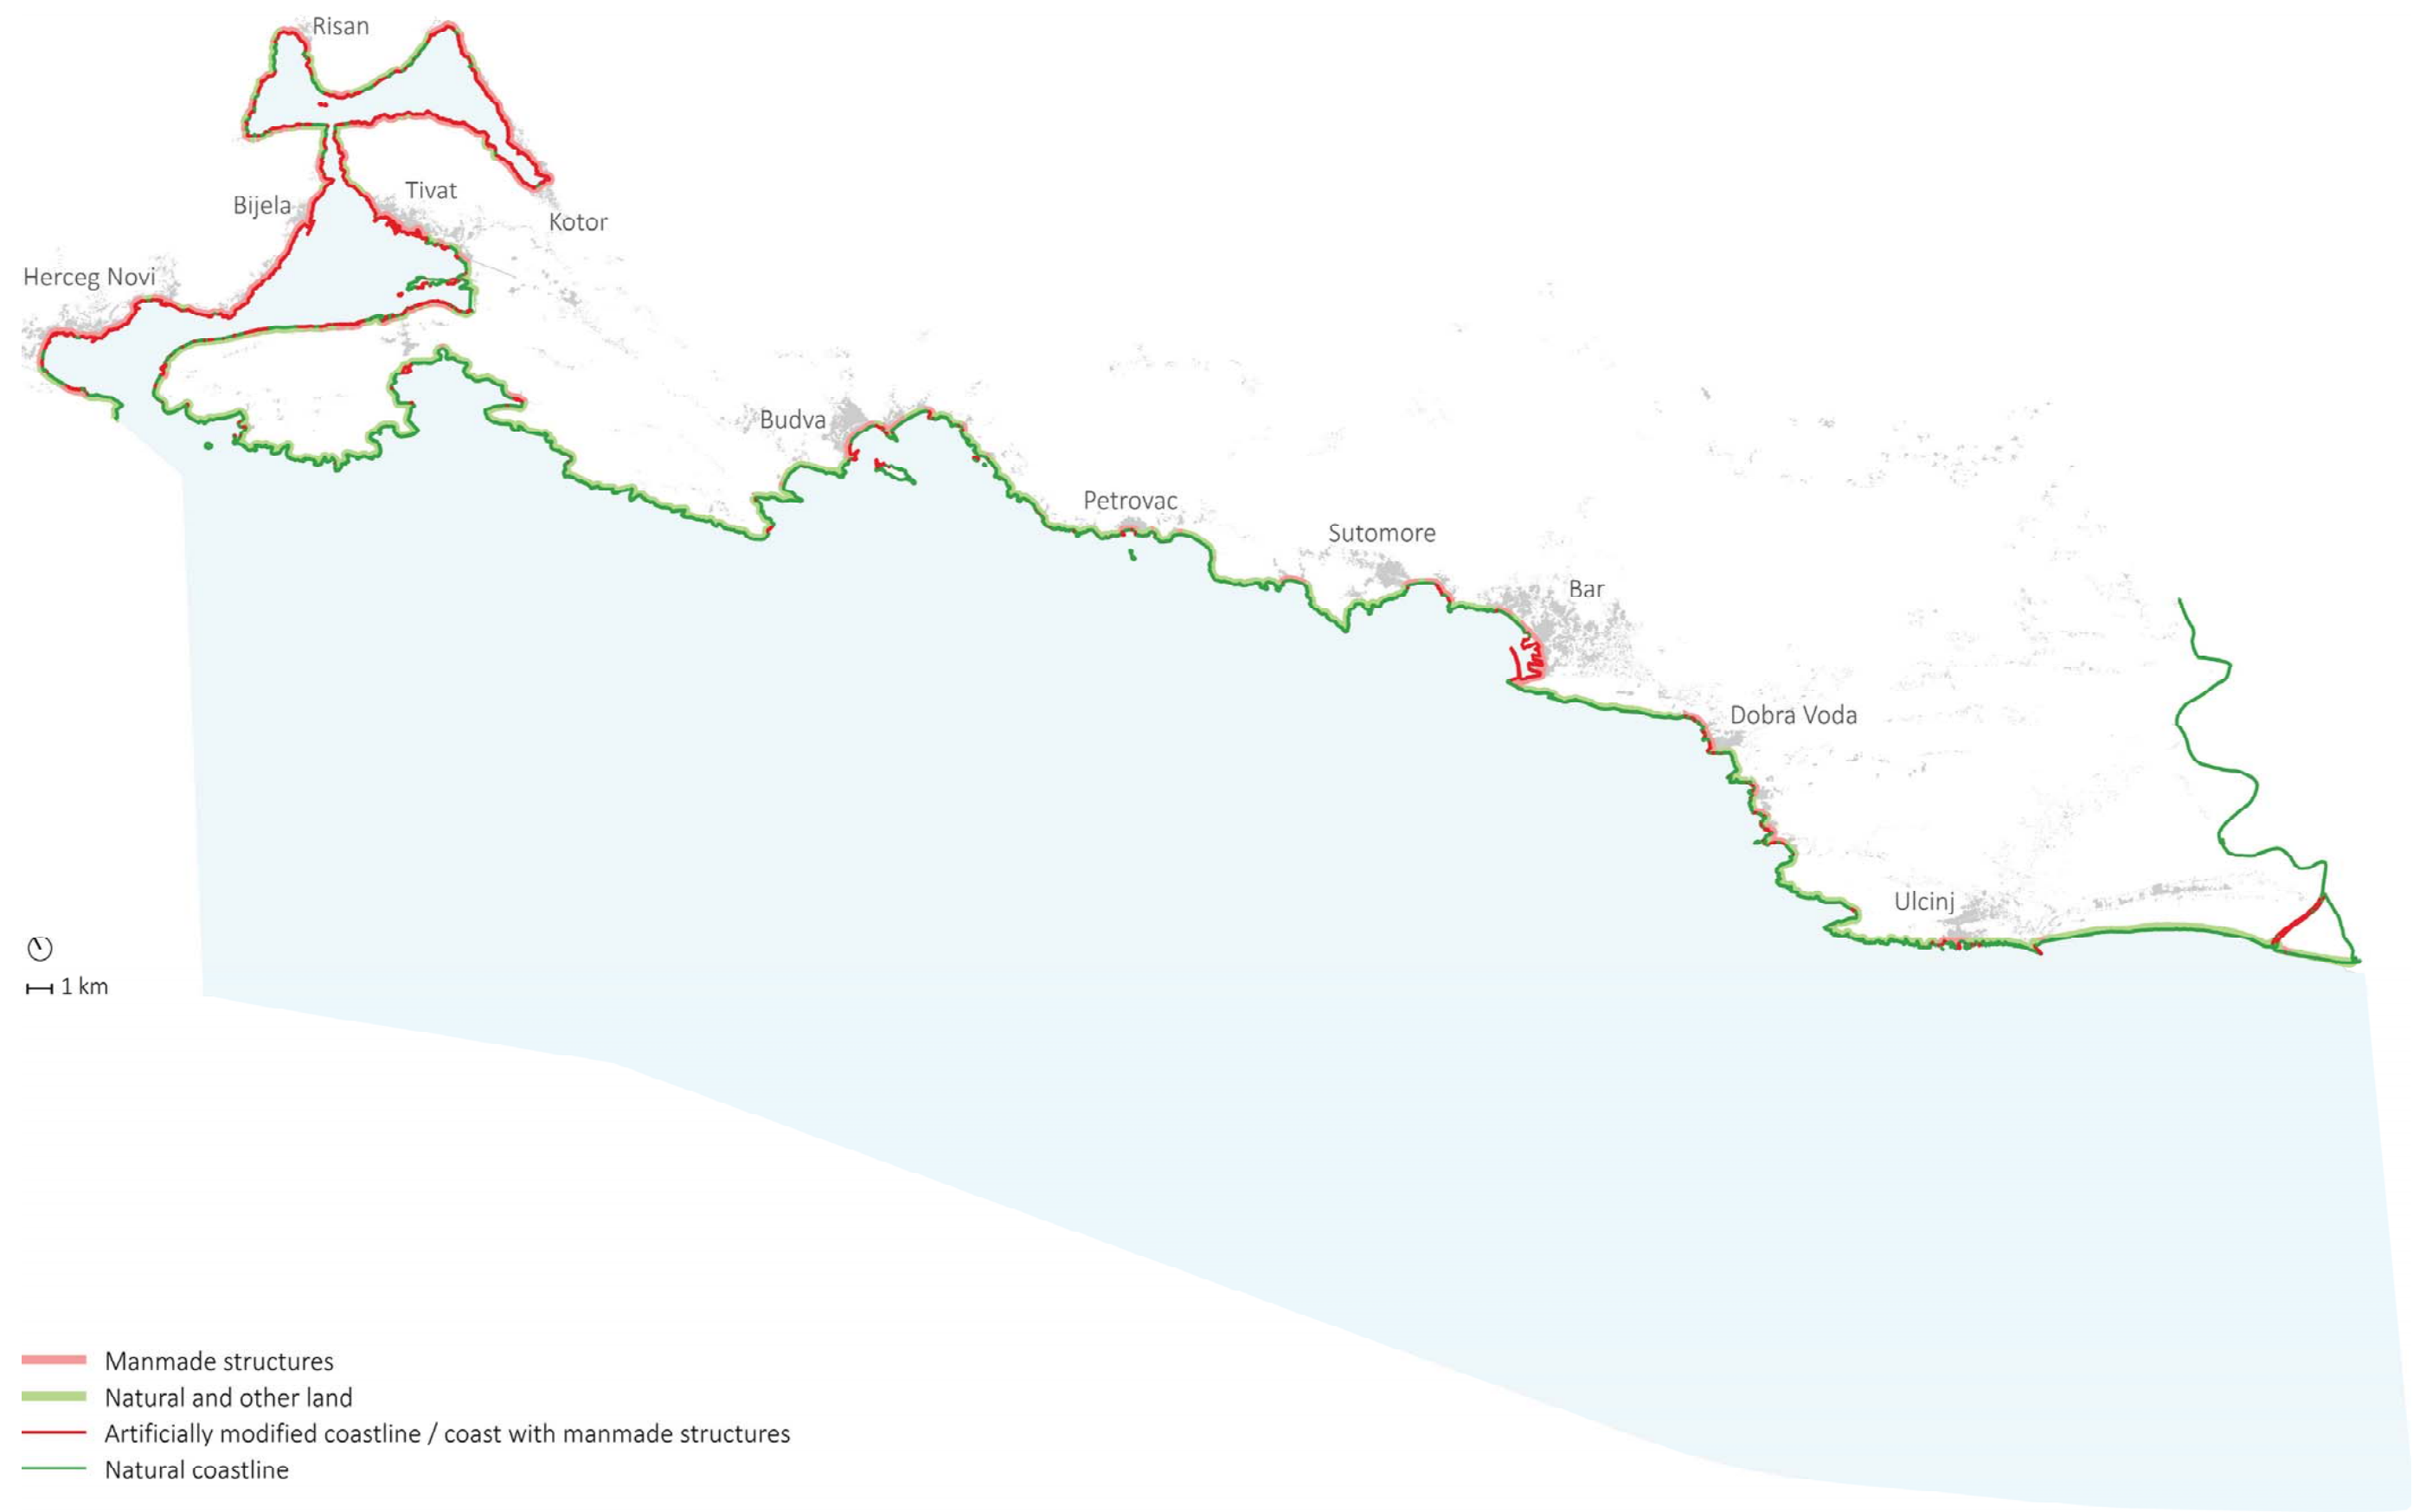 Risan
Tivat
Bijela
Kotor
Herceg Novi
Budva
Petrovac
Sutomore
Bar
Dobra Voda
Ulcinj
1 km
Manmade structures
Natural and other land
Artificially modified coastline / coast with manmade structures
Natural coastline